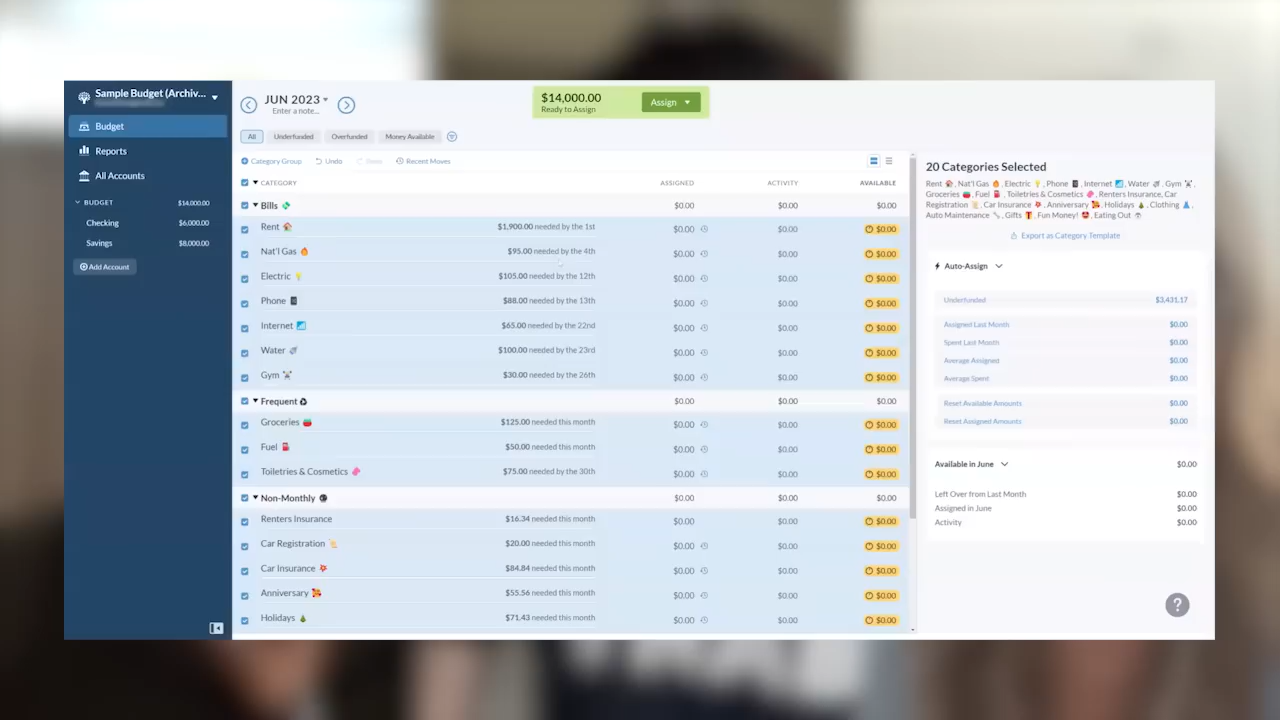 Sample Budget (Archiv...
Budget
Reports
All Accounts
BUDGET $14,000.00
Checking $6,000.00
Savings $8,000.00
Add Account
JUN 2023
Enter a note...
$14,000.00
Ready to Assign
Assign
All Underfunded Overfunded Money Available
Category Group Undo Redo Recent Moves
CATEGORY ASSIGNED ACTIVITY AVAILABLE
Bills $0.00 $0.00 $0.00
Rent $1,900.00 needed by the 1st $0.00 $0.00 $0.00
Nat'l Gas $95.00 needed by the 4th $0.00 $0.00 $0.00
Electric $105.00 needed by the 12th $0.00 $0.00 $0.00
Phone $88.00 needed by the 13th $0.00 $0.00 $0.00
Internet $65.00 needed by the 22nd $0.00 $0.00 $0.00
Water $100.00 needed by the 23rd $0.00 $0.00 $0.00
Gym $30.00 needed by the 26th $0.00 $0.00 $0.00
Frequent $0.00 $0.00 $0.00
Groceries $125.00 needed this month $0.00 $0.00 $0.00
Fuel $50.00 needed this month $0.00 $0.00 $0.00
Toiletries & Cosmetics $75.00 needed by the 30th $0.00 $0.00 $0.00
Non-Monthly $0.00 $0.00 $0.00
Renters Insurance $16.34 needed this month $0.00 $0.00 $0.00
Car Registration $20.00 needed this month $0.00 $0.00 $0.00
Car Insurance $84.84 needed this month $0.00 $0.00 $0.00
Anniversary $55.56 needed this month $0.00 $0.00 $0.00
Holidays $71.43 needed this month $0.00 $0.00 $0.00
20 Categories Selected
Rent , Nat'l Gas , Electric , Phone , Internet , Water , Gym ,
Groceries , Fuel , Toiletries & Cosmetics , Renters Insurance, Car
Registration , Car Insurance , Anniversary , Holidays , Clothing ,
Auto Maintenance , Gifts , Fun Money! , Eating Out
Export as Category Template
Auto-Assign
Underfunded $3,431.17
Assigned Last Month $0.00
Spent Last Month $0.00
Average Assigned $0.00
Average Spent $0.00
Reset Available Amounts $0.00
Reset Assigned Amounts $0.00
Available in June $0.00
Left Over from Last Month $0.00
Assigned in June $0.00
Activity $0.00
?